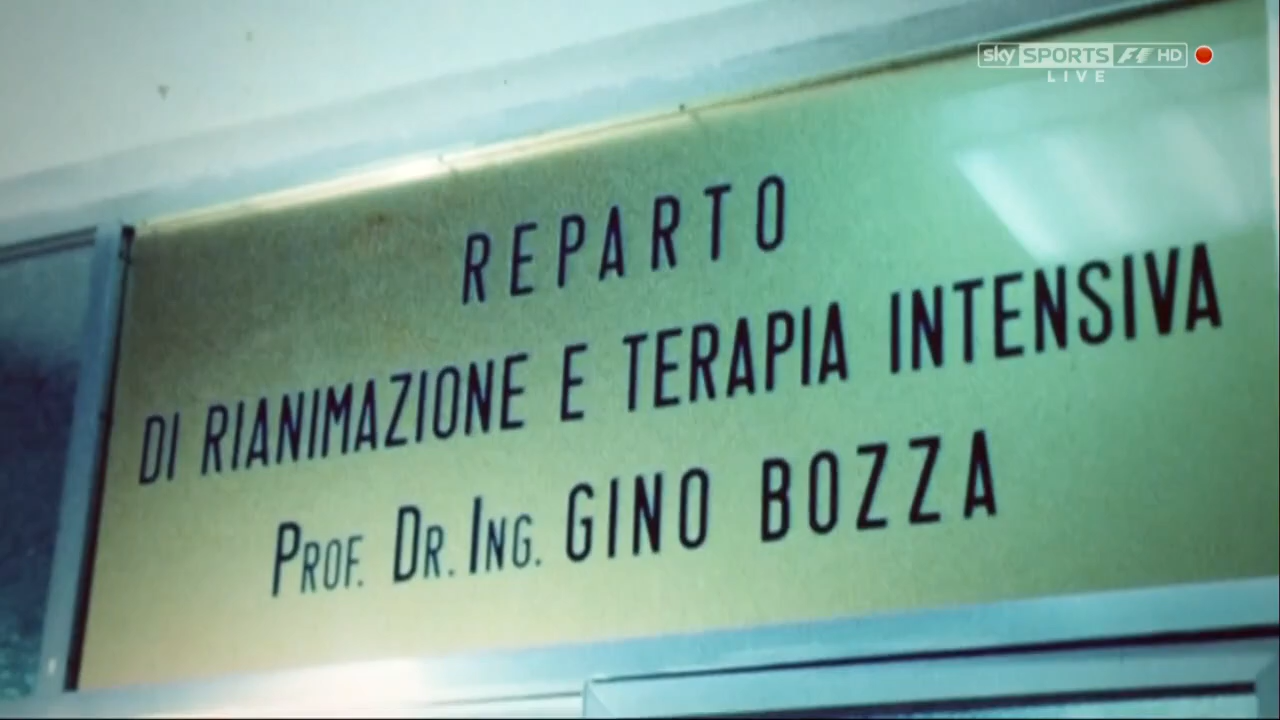 sky SPORTS F1 HD
LIVE
REPARTO
DI RIANIMAZIONE E TERAPIA INTENSIVA
PROF. DR. ING. GINO BOZZA